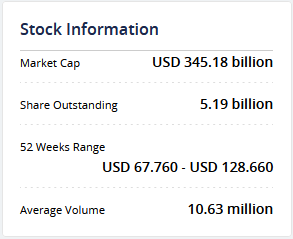 Stock Information
Market Cap USD 345.18 billion
Share Outstanding 5.19 billion
52 Weeks Range
USD 67.760 - USD 128.660
Average Volume 10.63 million